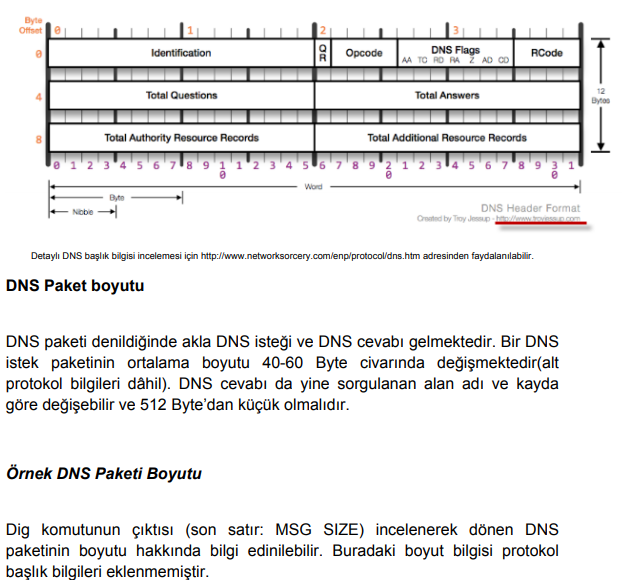 Byte
Offset 0 1 2 3
0 Identification QR Opcode DNS Flags RCode
AA TC RD RA Z AD CD
4 Total Questions Total Answers
12
Bytes
8 Total Authority Resource Records Total Additional Resource Records
0 1 2 3 4 5 6 7 8 9 10 1 2 3 4 5 6 7 8 9 20 1 2 3 4 5 6 7 8 9 30 1
Word
Byte
Nibble
DNS Header Format
Created by Troy Jessup - http://www.troyjessup.com
Detaylı DNS başlık bilgisi incelemesi için http://www.networksorcery.com/enp/protocol/dns.htm adresinden faydalanılabilir.
DNS Paket boyutu
DNS paketi denildiğinde akla DNS isteği ve DNS cevabı gelmektedir. Bir DNS
istek paketinin ortalama boyutu 40-60 Byte civarında değişmektedir(alt
protokol bilgileri dâhil). DNS cevabı da yine sorgulanan alan adı ve kayda
göre değişebilir ve 512 Byte’dan küçük olmalıdır.
Örnek DNS Paketi Boyutu
Dig komutunun çıktısı (son satır: MSG SIZE) incelenerek dönen DNS
paketinin boyutu hakkında bilgi edinilebilir. Buradaki boyut bilgisi protokol
başlık bilgileri eklenmemiştir.